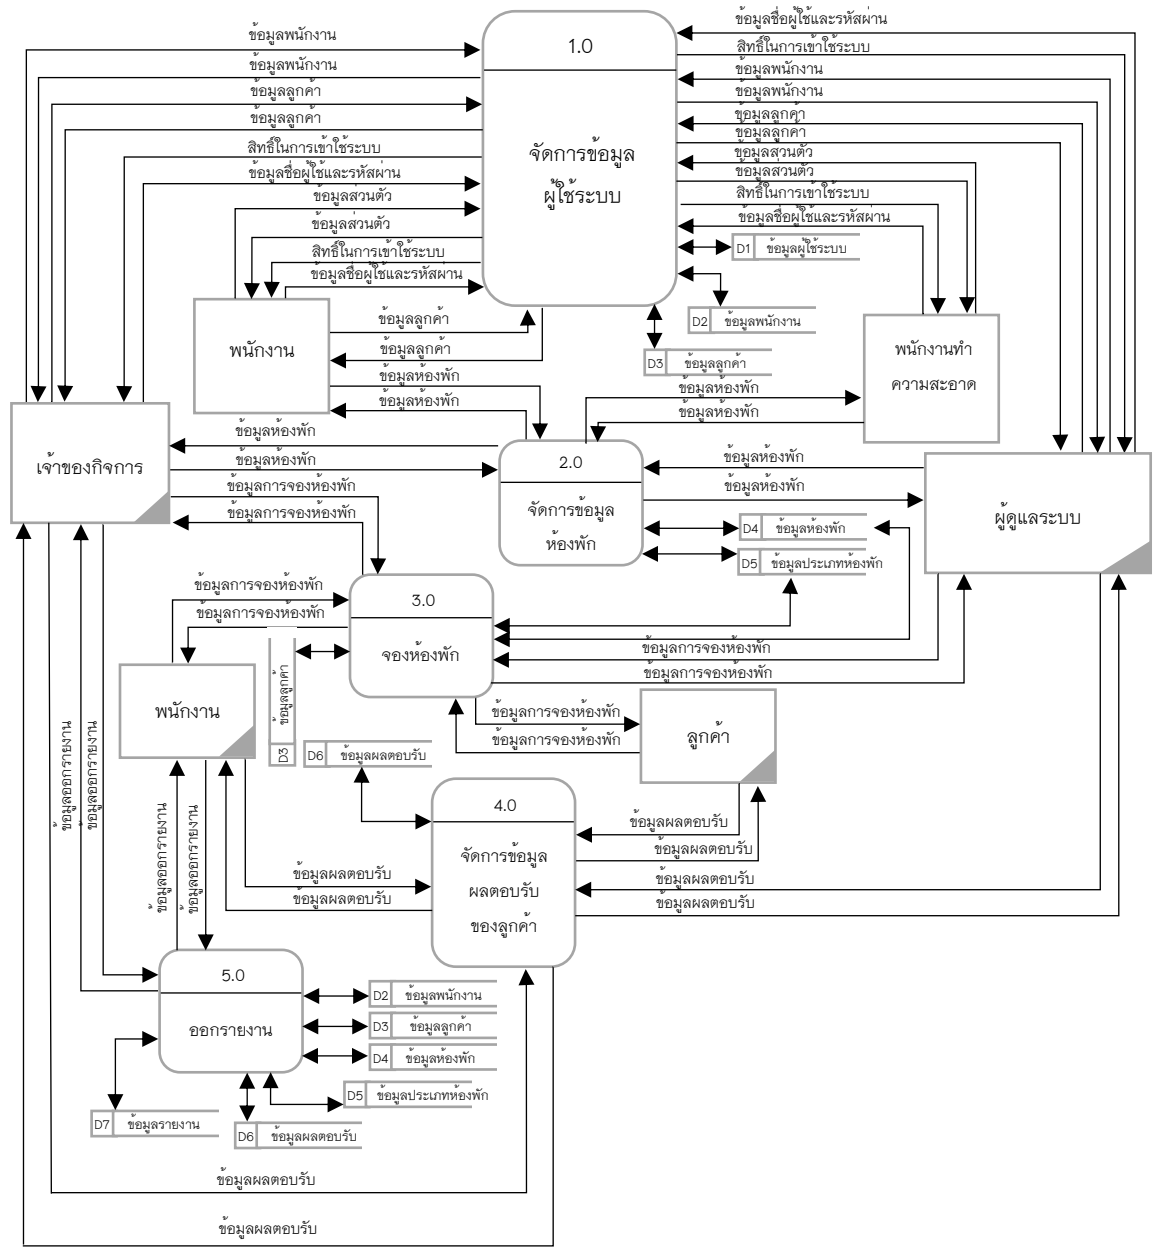 ข้อมูลชื่อผู้ใช้และรหัสผ่าน
ข้อมูลพนักงาน
1.0
สิทธิ์ในการเข้าใช้ระบบ
ข้อมูลพนักงาน
ข้อมูลพนักงาน
ข้อมูลลูกค้า
ข้อมูลพนักงาน
ข้อมูลลูกค้า
ข้อมูลลูกค้า
ข้อมูลลูกค้า
สิทธิ์ในการเข้าใช้ระบบ
จัดการข้อมูล
ผู้ใช้ระบบ
ข้อมูลส่วนตัว
ข้อมูลชื่อผู้ใช้และรหัสผ่าน
ข้อมูลส่วนตัว
ข้อมูลส่วนตัว
สิทธิ์ในการเข้าใช้ระบบ
ข้อมูลส่วนตัว
ข้อมูลชื่อผู้ใช้และรหัสผ่าน
สิทธิ์ในการเข้าใช้ระบบ
D1 ข้อมูลผู้ใช้ระบบ
ข้อมูลชื่อผู้ใช้และรหัสผ่าน
D2 ข้อมูลพนักงาน
ข้อมูลลูกค้า
พนักงาน
ข้อมูลลูกค้า
D3 ข้อมูลลูกค้า
พนักงานทำ
ความสะอาด
ข้อมูลห้องพัก
ข้อมูลห้องพัก
ข้อมูลห้องพัก
ข้อมูลห้องพัก
ข้อมูลห้องพัก
ข้อมูลห้องพัก
2.0
ข้อมูลห้องพัก
เจ้าของกิจการ
ข้อมูลห้องพัก
ข้อมูลการจองห้องพัก
ข้อมูลการจองห้องพัก
จัดการข้อมูล
ห้องพัก
ผู้ดูแลระบบ
D4 ข้อมูลห้องพัก
D5 ข้อมูลประเภทห้องพัก
ข้อมูลการจองห้องพัก
ข้อมูลการจองห้องพัก
3.0
จองห้องพัก
ข้อมูลการจองห้องพัก
ข้อมูลการจองห้องพัก
D3 ข้อมูลลูกค้า
พนักงาน
ข้อมูลการจองห้องพัก
ข้อมูลการจองห้องพัก
ลูกค้า
D6 ข้อมูลผลตอบรับ
ข้อมูลออกรายงาน
ข้อมูลออกรายงาน
ข้อมูลออกรายงาน
ข้อมูลออกรายงาน
4.0
จัดการข้อมูล
ผลตอบรับ
ของลูกค้า
ข้อมูลผลตอบรับ
ข้อมูลผลตอบรับ
ข้อมูลผลตอบรับ
ข้อมูลผลตอบรับ
ข้อมูลผลตอบรับ
ข้อมูลผลตอบรับ
5.0
ออกรายงาน
D2 ข้อมูลพนักงาน
D3 ข้อมูลลูกค้า
D4 ข้อมูลห้องพัก
D5 ข้อมูลประเภทห้องพัก
D7 ข้อมูลรายงาน
D6 ข้อมูลผลตอบรับ
ข้อมูลผลตอบรับ
ข้อมูลผลตอบรับ